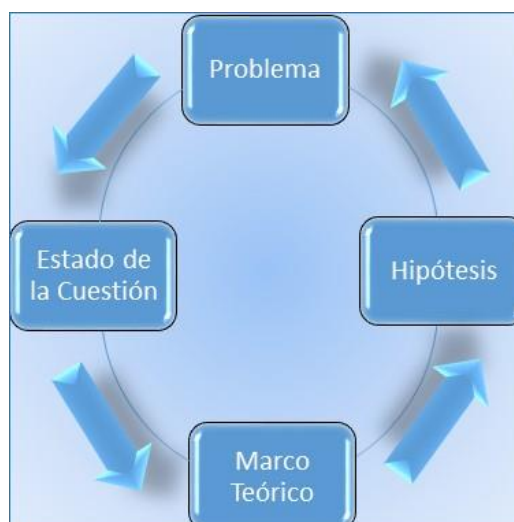 Problema
Estado de
la Cuestión
Hipótesis
Marco
Teórico